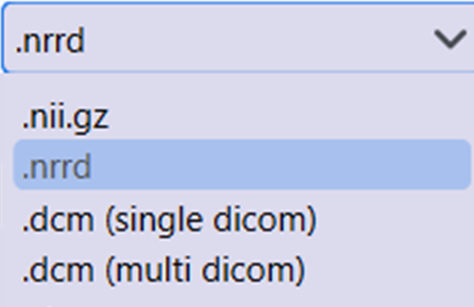 .nrrd
.nii.gz
.nrrd
.dcm (single dicom)
.dcm (multi dicom)